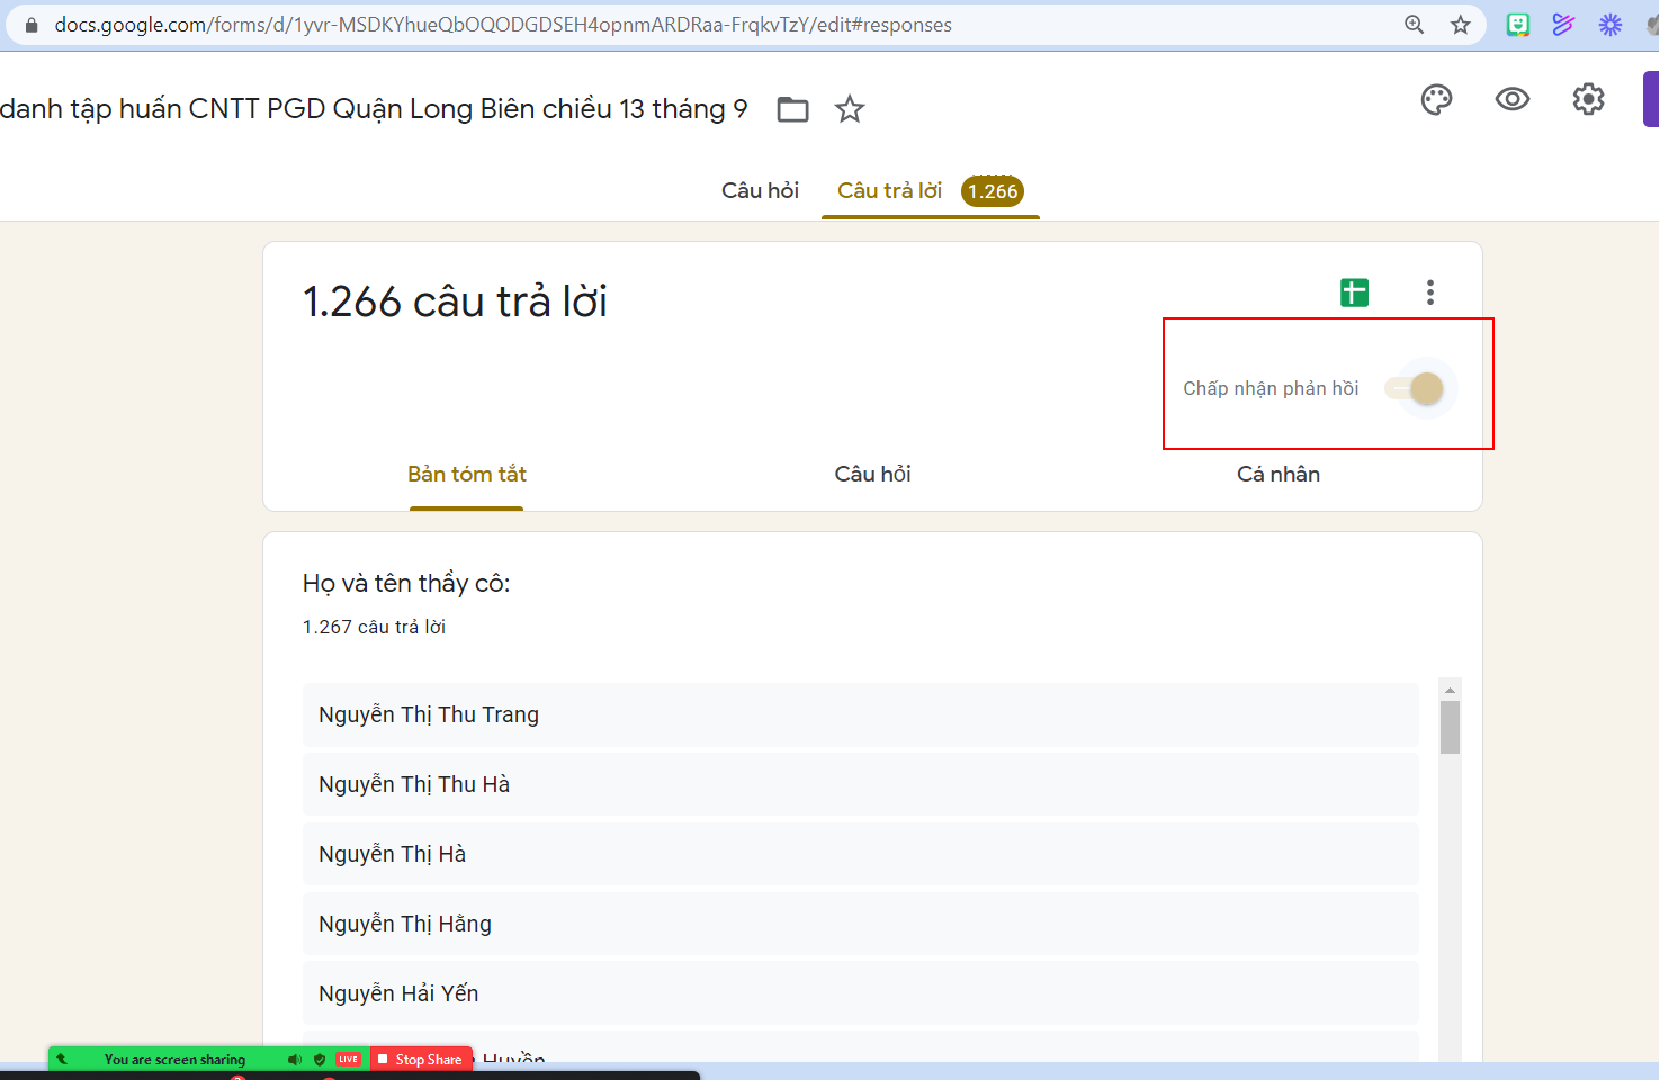 docs.google.com/forms/d/1yvr-MSDKYhueQbOQODGDSEH4opnmARDRaa-FrqkvTzY/edit#responses
danh tập huấn CNTT PGD Quận Long Biên chiều 13 tháng 9
Câu hỏi
Câu trả lời 1.266
1.266 câu trả lời
Chấp nhận phản hồi
Bản tóm tắt
Câu hỏi
Cá nhân
Họ và tên thầy cô:
1.267 câu trả lời
Nguyễn Thị Thu Trang
Nguyễn Thị Thu Hà
Nguyễn Thị Hà
Nguyễn Thị Hằng
Nguyễn Hải Yến
Huyền
You are screen sharing LIVE Stop Share